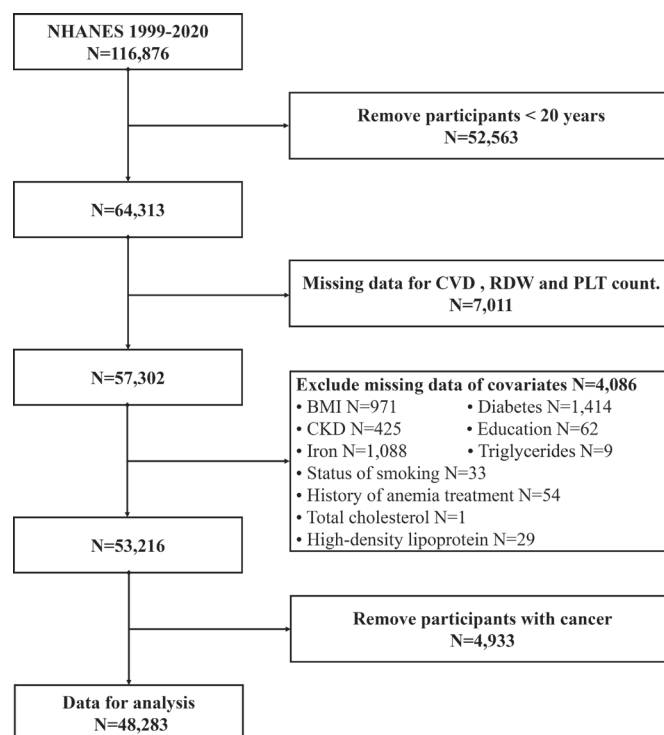 NHANES 1999-2020
N=116,876
Remove participants < 20 years
N=52,563
N=64,313
Missing data for CVD , RDW and PLT count.
N=7,011
N=57,302
Exclude missing data of covariates N=4,086
• BMI N=971 • Diabetes N=1,414
• CKD N=425 • Education N=62
• Iron N=1,088 • Triglycerides N=9
• Status of smoking N=33
• History of anemia treatment N=54
• Total cholesterol N=1
• High-density lipoprotein N=29
N=53,216
Remove participants with cancer
N=4,933
Data for analysis
N=48,283